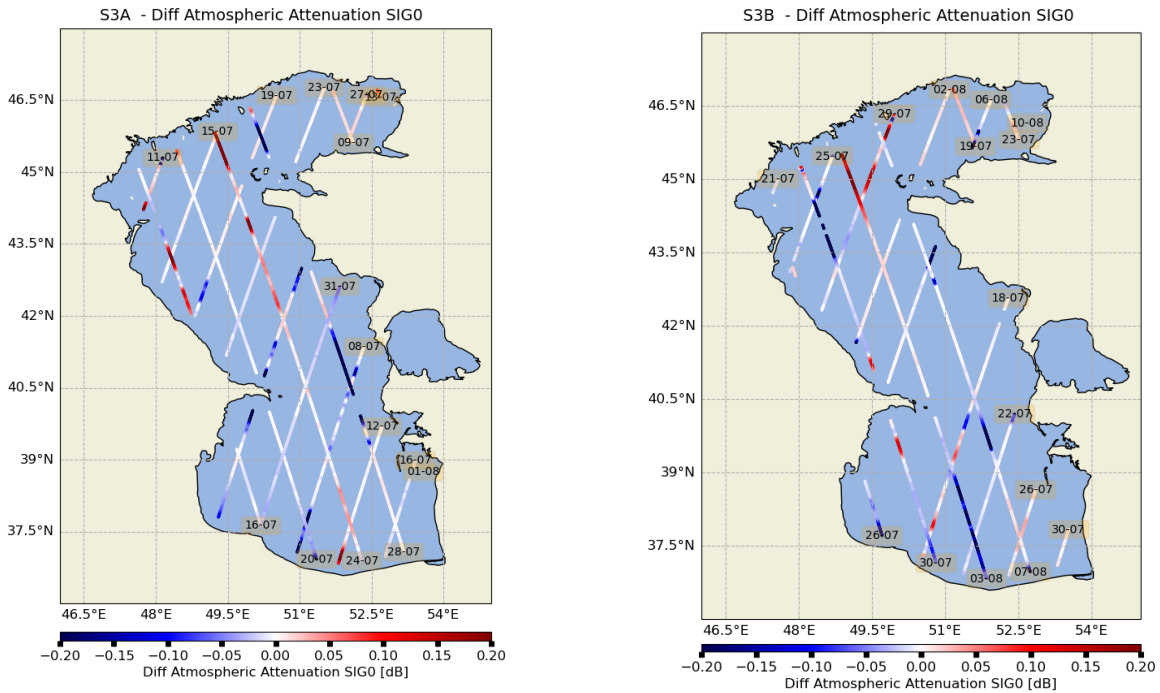 S3A - Diff Atmospheric Attenuation SIG0
46.5°N
45°N
43.5°N
42°N
40.5°N
39°N
37.5°N
19-07
23-07
27-07
13-07
15-07
11-07
09-07
31-07
08-07
12-07
16-07
01-08
16-07
20-07
24-07
28-07
46.5°E 48°E 49.5°E 51°E 52.5°E 54°E
−0.20 −0.15 −0.10 −0.05 0.00 0.05 0.10 0.15 0.20
Diff Atmospheric Attenuation SIG0 [dB]
S3B - Diff Atmospheric Attenuation SIG0
46.5°N
45°N
43.5°N
42°N
40.5°N
39°N
37.5°N
02-08
06-08
29-07
10-08
23-07
19-07
25-07
21-07
18-07
22-07
26-07
30-07
26-07
30-07
03-08
07-08
46.5°E 48°E 49.5°E 51°E 52.5°E 54°E
−0.20 −0.15 −0.10 −0.05 0.00 0.05 0.10 0.15 0.20
Diff Atmospheric Attenuation SIG0 [dB]